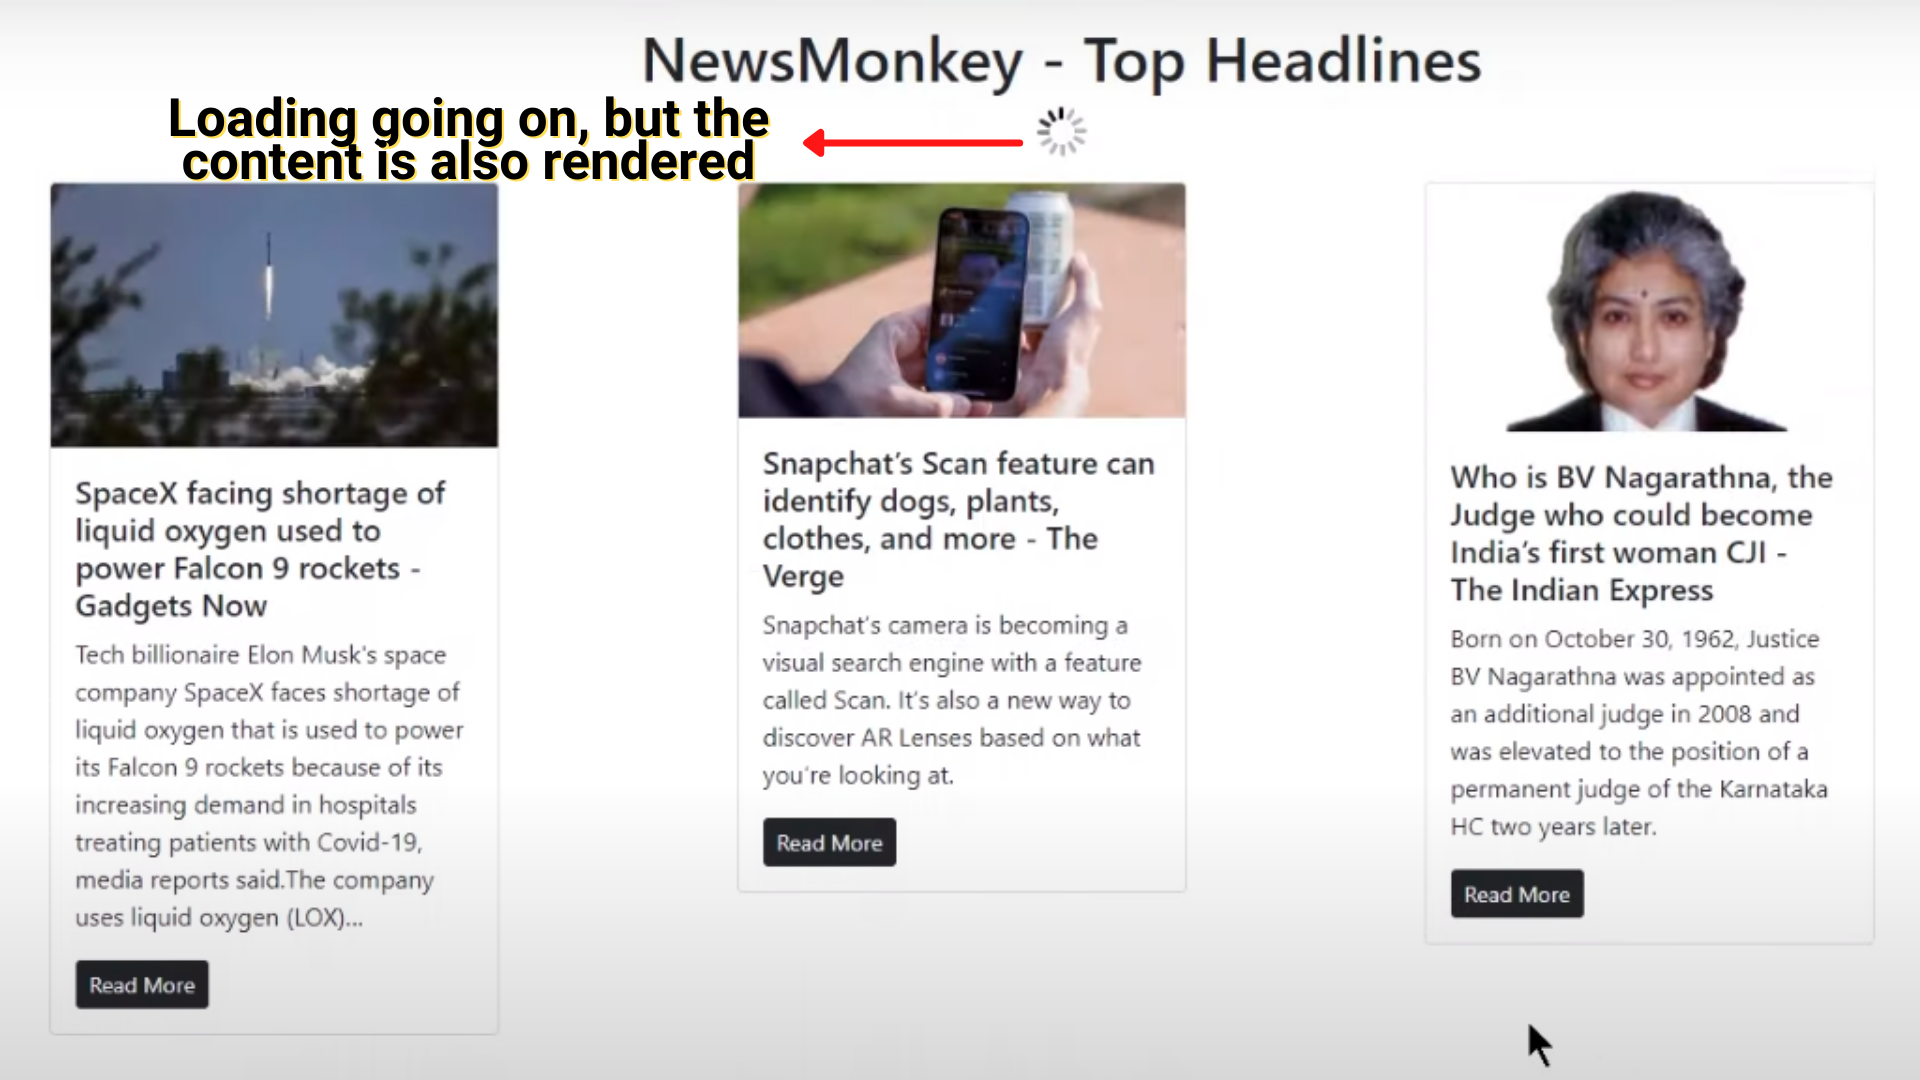 NewsMonkey - Top Headlines
Loading going on, but the
content is also rendered
SpaceX facing shortage of
liquid oxygen used to
power Falcon 9 rockets -
Gadgets Now
Tech billionaire Elon Musk's space
company SpaceX faces shortage of
liquid oxygen that is used to power
its Falcon 9 rockets because of its
increasing demand in hospitals
treating patients with Covid-19,
media reports said.The company
uses liquid oxygen (LOX)...
Read More
Snapchat’s Scan feature can
identify dogs, plants,
clothes, and more - The
Verge
Snapchat’s camera is becoming a
visual search engine with a feature
called Scan. It’s also a new way to
discover AR Lenses based on what
you’re looking at.
Read More
Who is BV Nagarathna, the
Judge who could become
India’s first woman CJI -
The Indian Express
Born on October 30, 1962, Justice
BV Nagarathna was appointed as
an additional judge in 2008 and
was elevated to the position of a
permanent judge of the Karnataka
HC two years later.
Read More